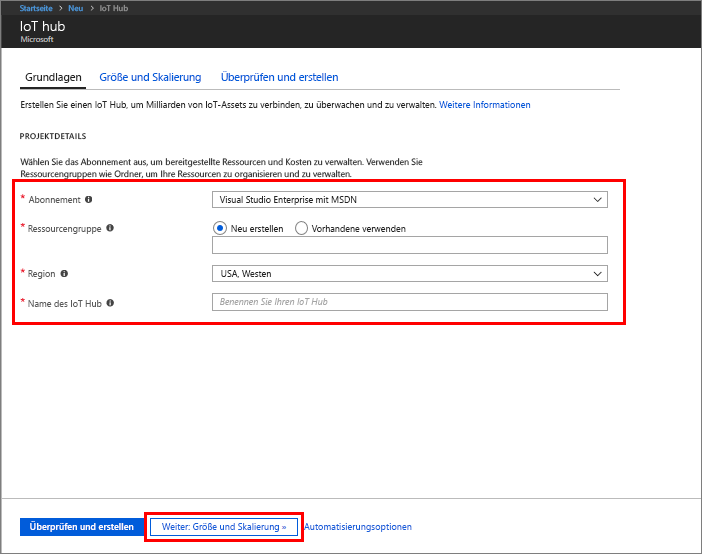 Startseite > Neu > IoT Hub
IoT hub
Microsoft
Grundlagen Größe und Skalierung Überprüfen und erstellen
Erstellen Sie einen IoT Hub, um Milliarden von IoT-Assets zu verbinden, zu überwachen und zu verwalten. Weitere Informationen
PROJEKTDETAILS
Wählen Sie das Abonnement aus, um bereitgestellte Ressourcen und Kosten zu verwalten. Verwenden Sie
Ressourcengruppen wie Ordner, um Ihre Ressourcen zu organisieren und zu verwalten.
* Abonnement Visual Studio Enterprise mit MSDN
* Ressourcengruppe Neu erstellen Vorhandene verwenden
* Region USA, Westen
* Name des IoT Hub Benennen Sie Ihren IoT Hub
Überprüfen und erstellen Weiter: Größe und Skalierung » Automatisierungsoptionen